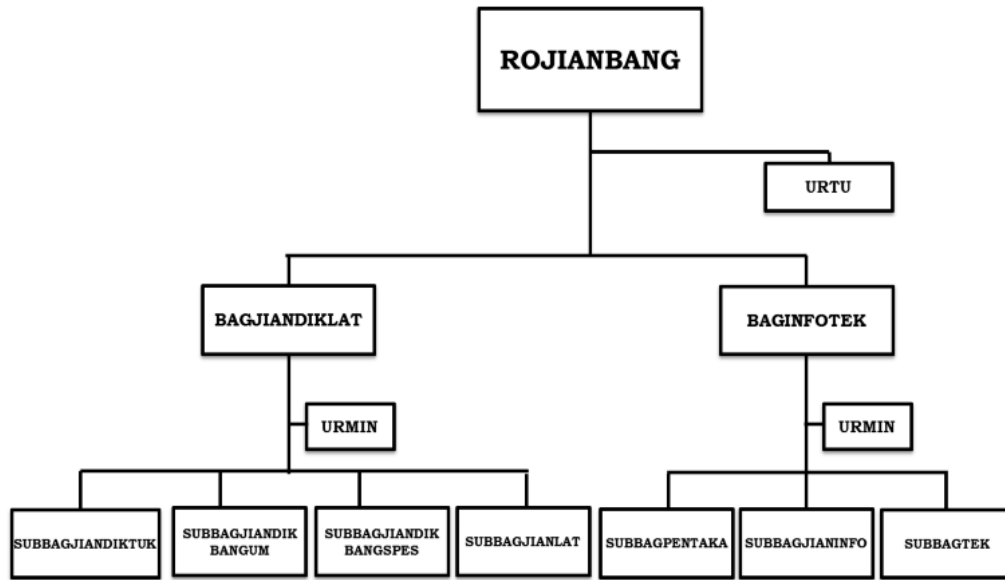 ROJIANBANG
URTU
BAGJIANDIKLAT
BAGINFOTEK
URMIN
URMIN
SUBBAGJIANDIKTUK
SUBBAGJIANDIK
BANGUM
SUBBAGJIANDIK
BANGSPES
SUBBAGJIANLAT
SUBBAGPENTAKA
SUBBAGJIANINFO
SUBBAGTEK